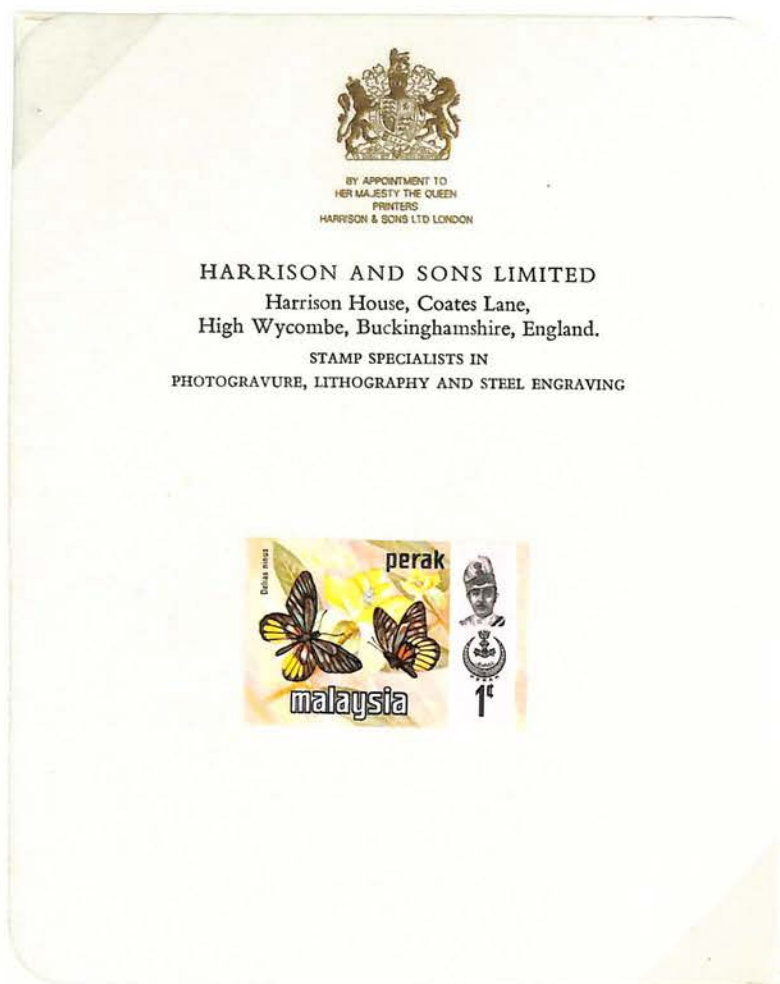 BY APPOINTMENT TO
HER MAJESTY THE QUEEN
PRINTERS
HARRISON & SONS LTD LONDON
HARRISON AND SONS LIMITED
Harrison House, Coates Lane,
High Wycombe, Buckinghamshire, England.
STAMP SPECIALISTS IN
PHOTOGRAVURE, LITHOGRAPHY AND STEEL ENGRAVING
Delias ninus
perak
malaysia
1c